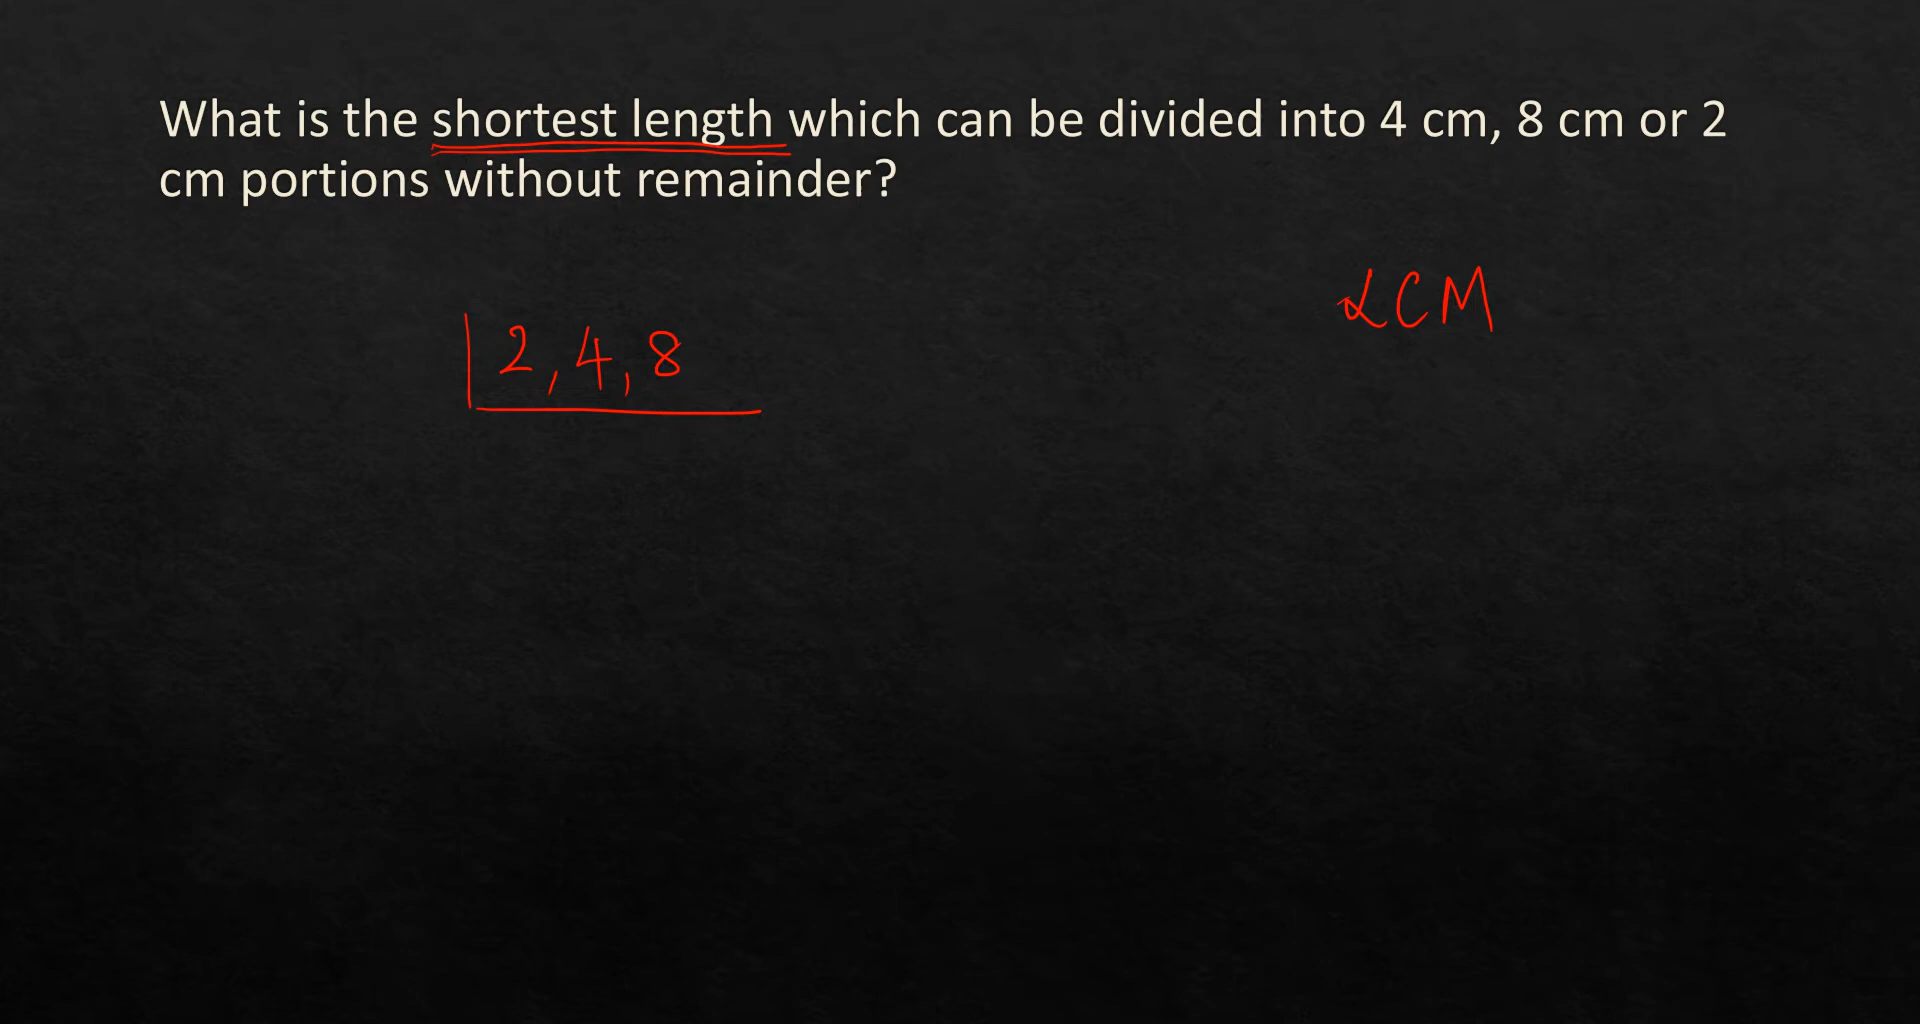 What is the shortest length which can be divided into 4 cm, 8 cm or 2
cm portions without remainder?
LCM
2, 4, 8